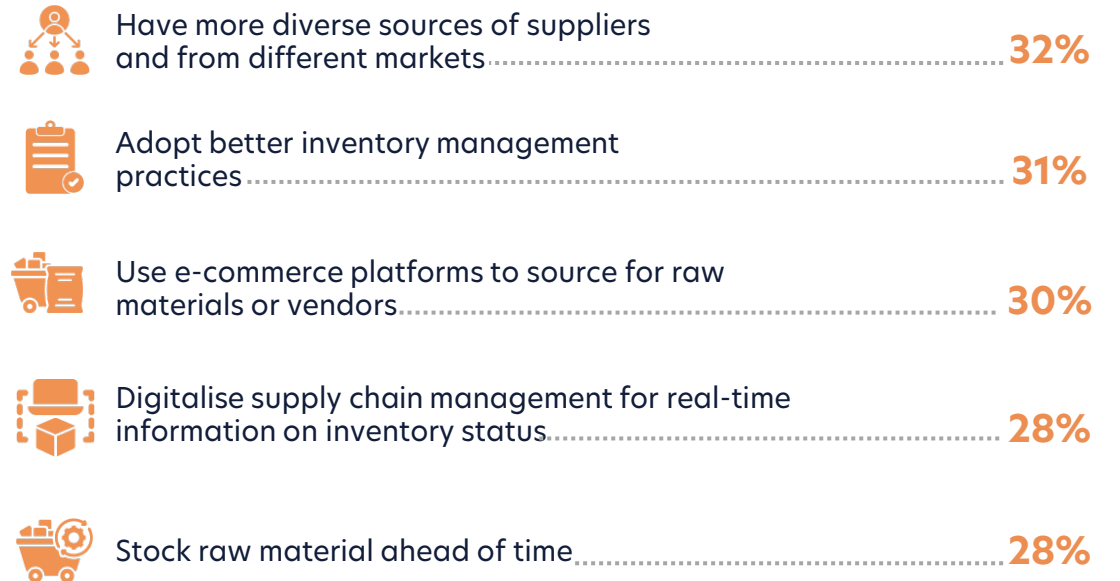 Have more diverse sources of suppliers
and from different markets 32%
Adopt better inventory management
practices 31%
Use e-commerce platforms to source for raw
materials or vendors 30%
Digitalise supply chain management for real-time
information on inventory status 28%
Stock raw material ahead of time 28%